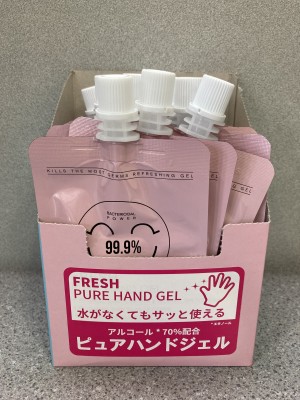 KILLS THE MOST GERMS REFRESHING GEL
BACTERICIDAL
POWER
99.9%
FRESH
PURE HAND GEL
水がなくてもサッと使える
*エタノール
アルコール*70%配合
ピュアハンドジェル